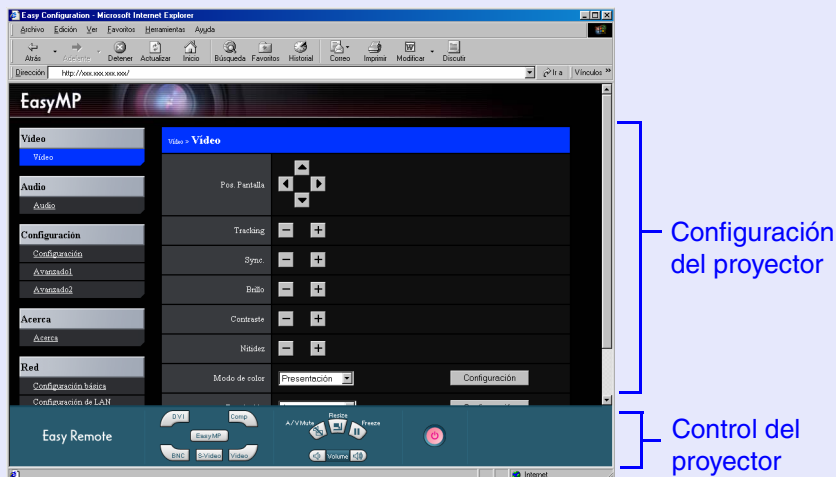 Easy Configuration - Microsoft Internet Explorer
Archivo Edición Ver Favoritos Herramientas Ayuda
Atrás Adelante Detener Actualizar Inicio Búsqueda Favoritos Historial Correo Imprimir Modificar Discutir
Dirección http://xxx.xxx.xxx.xxx/ Ir a Vínculos »
EasyMP
Vídeo
Vídeo
Audio
Audio
Configuración
Configuración
Avanzado1
Avanzado2
Acerca
Acerca
Red
Configuración básica
Configuración de LAN
Vídeo > Vídeo
Pos. Pantalla
Tracking
Sync.
Brillo
Contraste
Nitidez
Modo de color Presentación Configuración
Configuración del proyector
Easy Remote
DVI Comp
EasyMP
BNC S-Video Video
A/V Mute Resize Freeze
Volume
Control del proyector
Internet